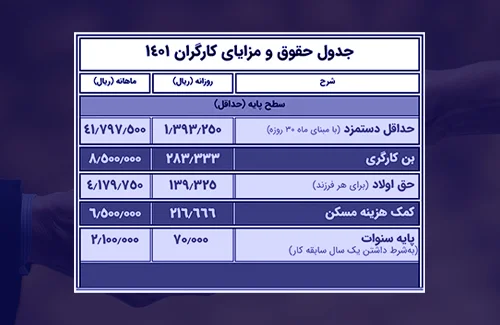 جدول حقوق و مزایای کارگران ۱۴۰۱
شرح روزانه (ریال) ماهانه (ریال)
سطح پایه (حداقل)
حداقل دستمزد (با مبنای ماه ۳۰ روزه) ۱٫۳۹۳٫۲۵۰ ۴۱٫۷۹۷٫۵۰۰
بن کارگری ۲۸۳٫۳۳۳ ۸٫۵۰۰٫۰۰۰
حق اولاد (برای هر فرزند) ۱۳۹٫۳۲۵ ۴٫۱۷۹٫۷۵۰
کمک هزینه مسکن ۲۱۶٫۶۶۶ ۶٫۵۰۰٫۰۰۰
پایه سنوات ۷۰٫۰۰۰ ۲٫۱۰۰٫۰۰۰
(به‌شرط داشتن یک سال سابقه کار)